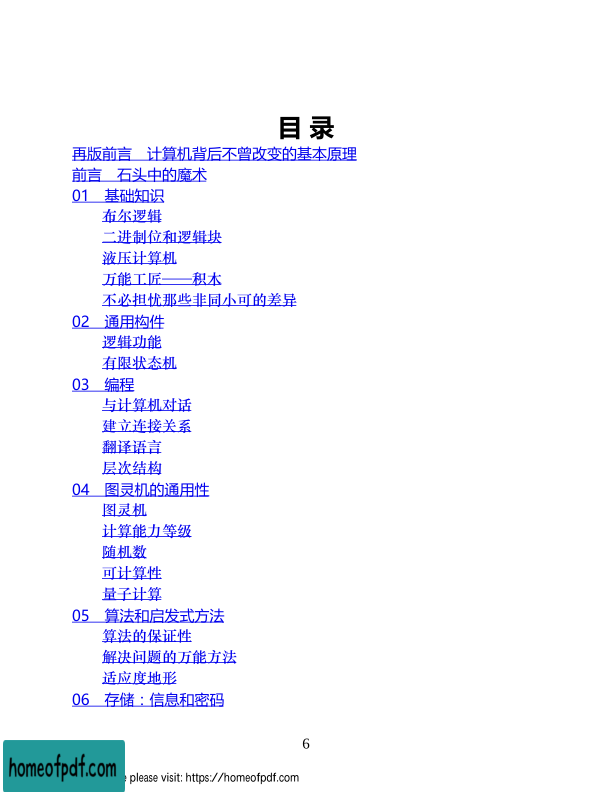 目 录
再版前言　计算机背后不曾改变的基本原理
前言　石头中的魔术
01　基础知识
布尔逻辑
二进制位和逻辑块
液压计算机
万能工匠——积木
不必担忧那些非同小可的差异
02　通用构件
逻辑功能
有限状态机
03　编程
与计算机对话
建立连接关系
翻译语言
层次结构
04　图灵机的通用性
图灵机
计算能力等级
随机数
可计算性
量子计算
05　算法和启发式方法
算法的保证性
解决问题的万能方法
适应度地形
06　存储：信息和密码
6
homeofpdf.com
please visit: https://homeofpdf.com